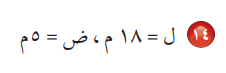 ١٤ ل = ١٨ م ، ض = ٥ م